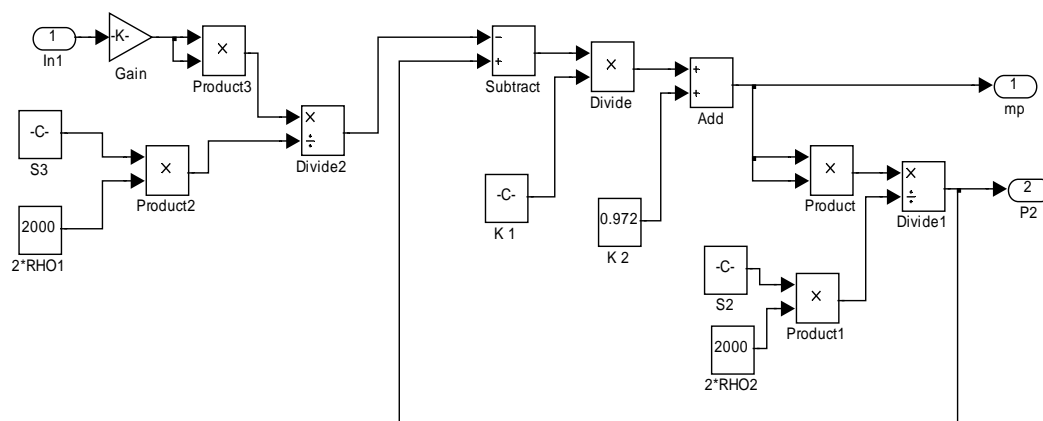 1
In1
-K-
Gain
×
Product3
-C-
S3
×
Product2
2000
2*RHO1
×
÷
Divide2
−
+
Subtract
×
Divide
-C-
K 1
+
+
Add
0.972
K 2
1
mp
×
Product
×
÷
Divide1
2
P2
-C-
S2
×
Product1
2000
2*RHO2